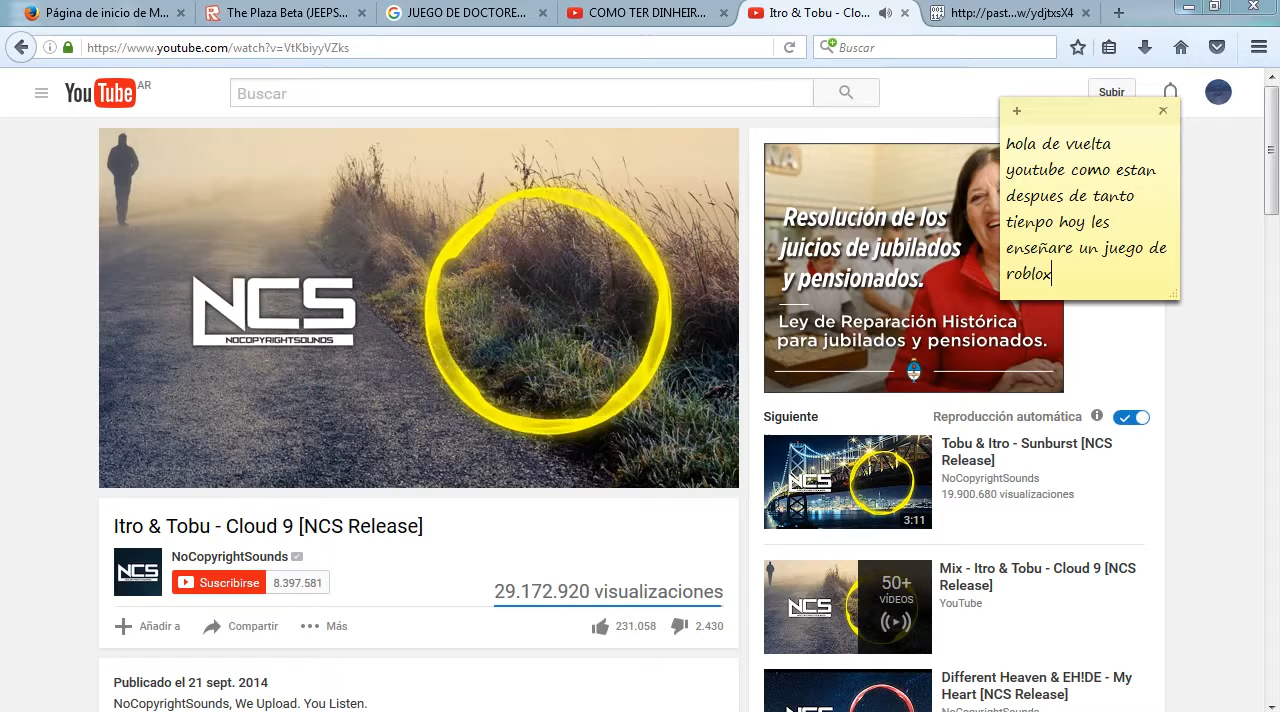 Página de inicio de M...
The Plaza Beta (JEEPS...
JUEGO DE DOCTORE...
COMO TER DINHEIR...
Itro & Tobu - Clo...
http://past...w/ydjtxsX4
https://www.youtube.com/watch?v=VtKbiyyVZks
Buscar
YouTube AR
Buscar
Subir
hola de vuelta
youtube como estan
despues de tanto
tienpo hoy les
enseñare un juego de
roblox
NCS
NOCOPYRIGHTSOUNDS
Resolución de los
juicios de jubilados
y pensionados.
Ley de Reparación Histórica
para jubilados y pensionados.
Siguiente
Reproducción automática
NCS
3:11
Tobu & Itro - Sunburst [NCS
Release]
NoCopyrightSounds
19.900.680 visualizaciones
Itro & Tobu - Cloud 9 [NCS Release]
NCS
NoCopyrightSounds
Suscribirse 8.397.581
29.172.920 visualizaciones
Añadir a
Compartir
Más
231.058
2.430
NCS
50+
VÍDEOS
Mix - Itro & Tobu - Cloud 9 [NCS
Release]
YouTube
Publicado el 21 sept. 2014
NoCopyrightSounds, We Upload. You Listen.
Different Heaven & EH!DE - My
Heart [NCS Release]